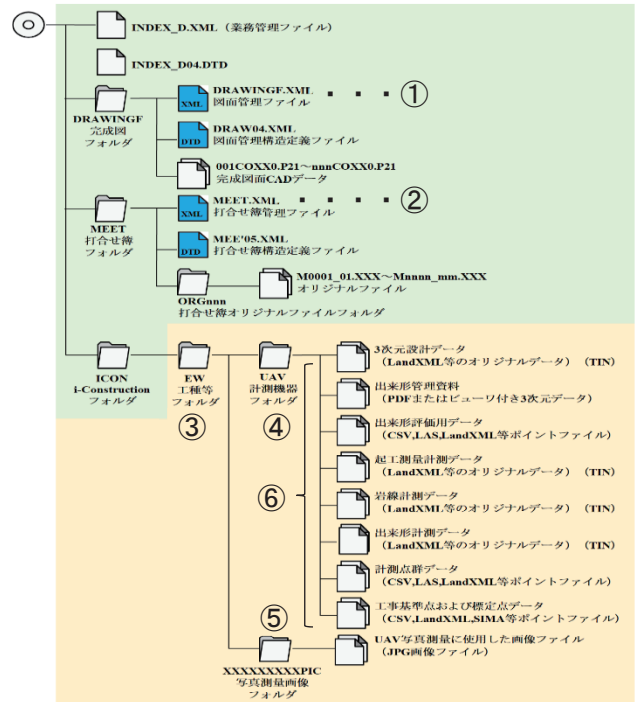 INDEX_D.XML（業務管理ファイル）
INDEX_D04.DTD
DRAWINGF
完成図
フォルダ
XML
DRAWINGF.XML ・ ・ ・ ①
図面管理ファイル
DTD
DRAW04.XML
図面管理構造定義ファイル
001COXX0.P21～nnnCOXX0.P21
完成図面CADデータ
MEET
打合せ簿
フォルダ
XML
MEET.XML ・ ・ ・ ・ ②
打合せ簿管理ファイル
DTD
MEE'05.XML
打合せ簿構造定義ファイル
ORGnnn
打合せ簿オリジナルファイルフォルダ
M0001_01.XXX～Mnnnn_mm.XXX
オリジナルファイル
ICON
i-Construction
フォルダ
EW
工種等
フォルダ
③
UAV
計測機器
フォルダ
④
⑥
3次元設計データ
（LandXML等のオリジナルデータ）（TIN）
出来形管理資料
（PDFまたはビューワ付き3次元データ）
出来形評価用データ
（CSV,LAS,LandXML等ポイントファイル）
起工測量計測データ
（LandXML等のオリジナルデータ）（TIN）
岩線計測データ
（LandXML等のオリジナルデータ）（TIN）
出来形計測データ
（LandXML等のオリジナルデータ）（TIN）
計測点群データ
（CSV,LAS,LandXML等ポイントファイル）
工事基準点および標定点データ
（CSV,LandXML,SIMA等ポイントファイル）
⑤
XXXXXXXXXPIC
写真測量画像
フォルダ
UAV写真測量に使用した画像ファイル
（JPG画像ファイル）